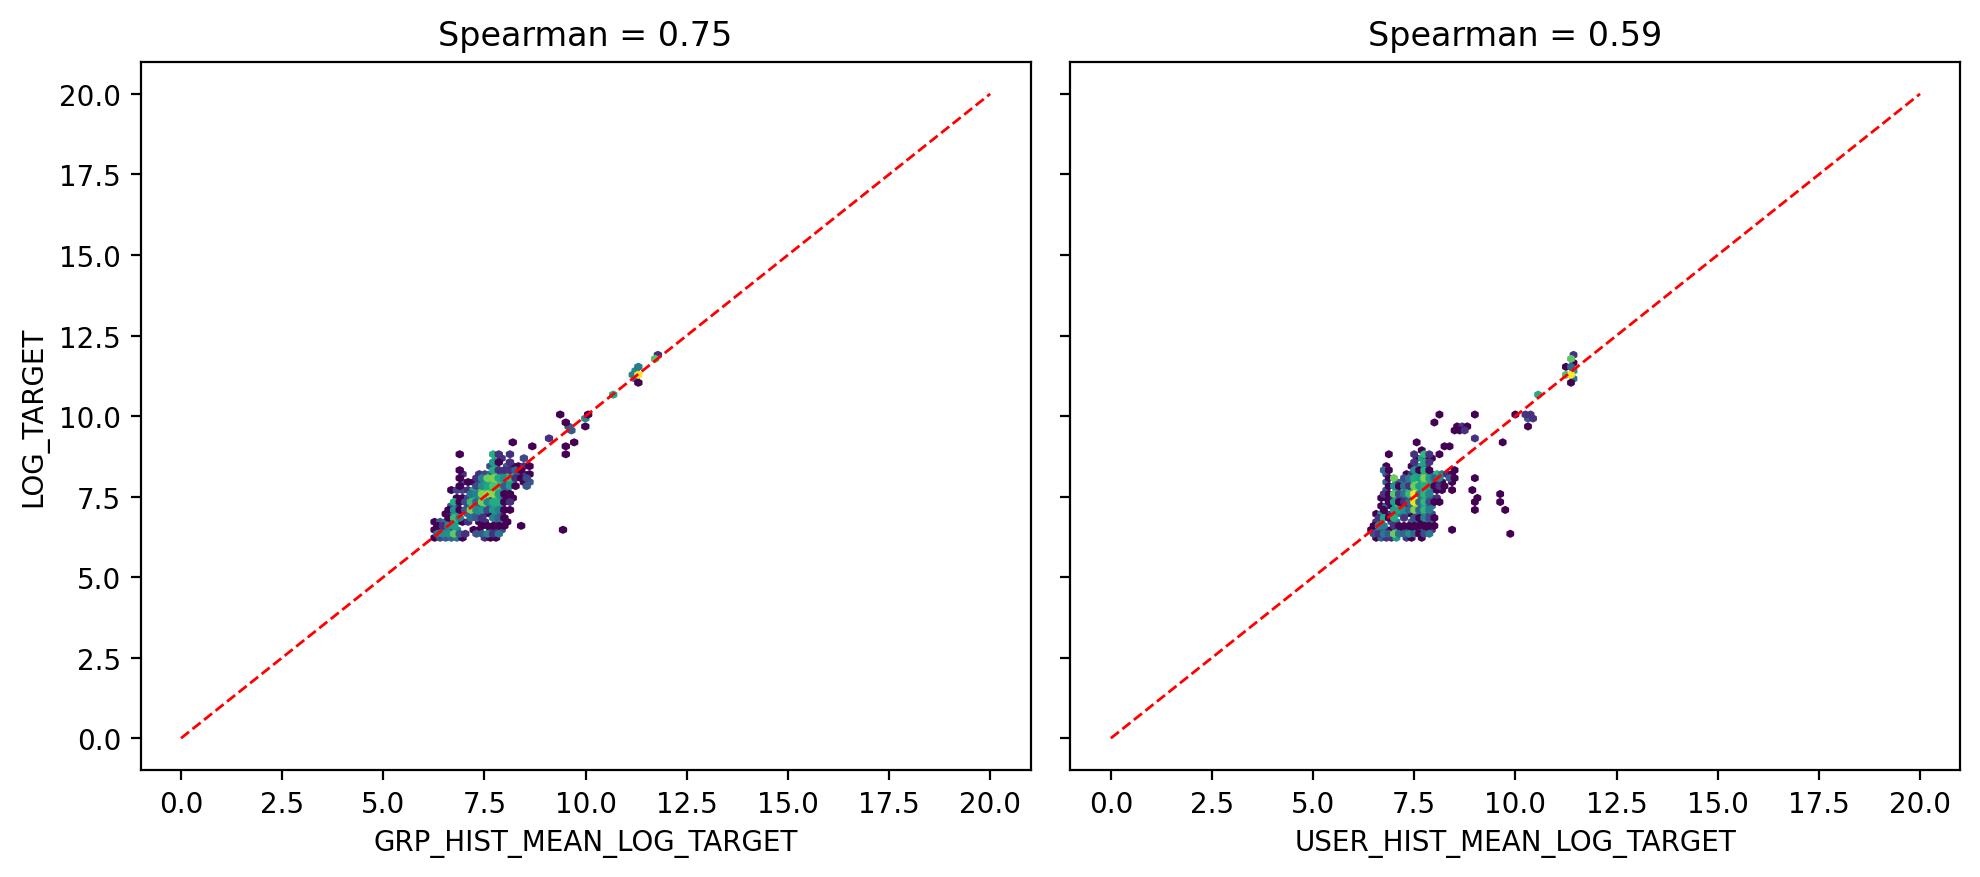 Spearman = 0.75
Spearman = 0.59
LOG_TARGET
20.0
17.5
15.0
12.5
10.0
7.5
5.0
2.5
0.0
0.0 2.5 5.0 7.5 10.0 12.5 15.0 17.5 20.0
0.0 2.5 5.0 7.5 10.0 12.5 15.0 17.5 20.0
GRP_HIST_MEAN_LOG_TARGET
USER_HIST_MEAN_LOG_TARGET